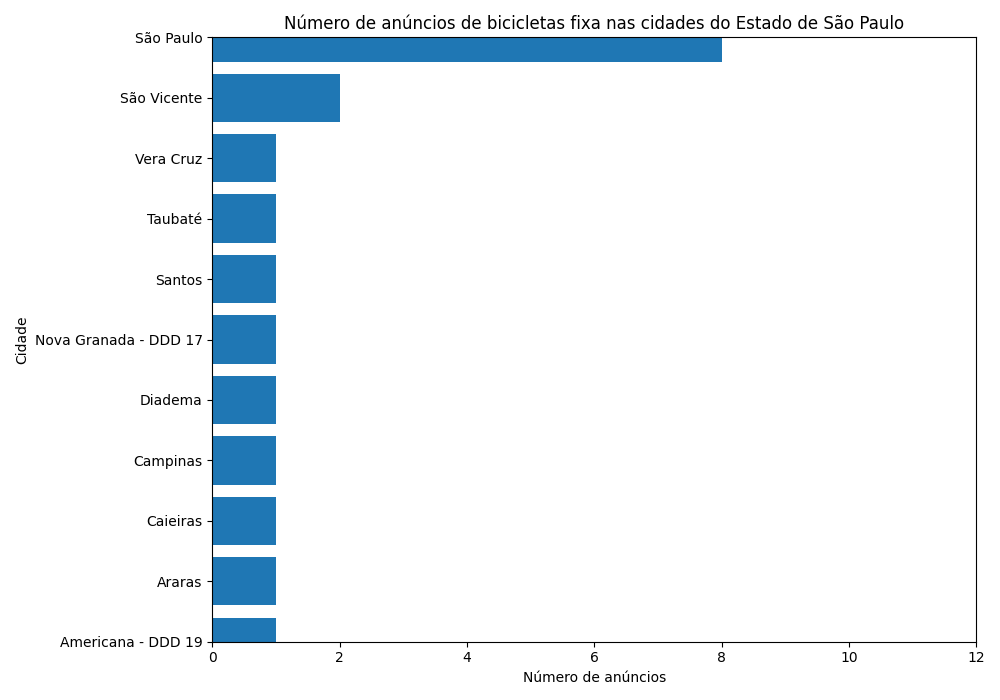 Número de anúncios de bicicletas fixa nas cidades do Estado de São Paulo
São Paulo
São Vicente
Vera Cruz
Taubaté
Santos
Nova Granada - DDD 17
Diadema
Campinas
Caieiras
Araras
Americana - DDD 19
Cidade
0 2 4 6 8 10 12
Número de anúncios